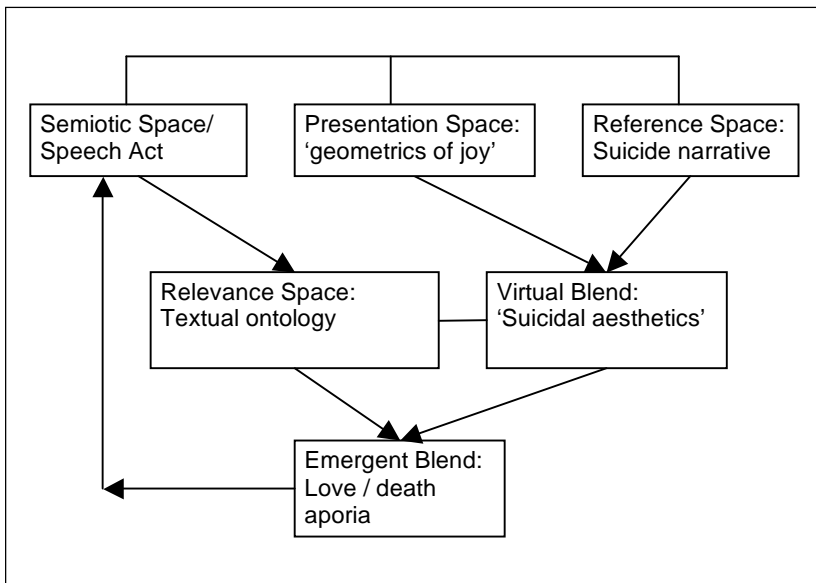 Semiotic Space/
Speech Act
Presentation Space:
‘geometrics of joy’
Reference Space:
Suicide narrative
Relevance Space:
Textual ontology
Virtual Blend:
‘Suicidal aesthetics’
Emergent Blend:
Love / death
aporia